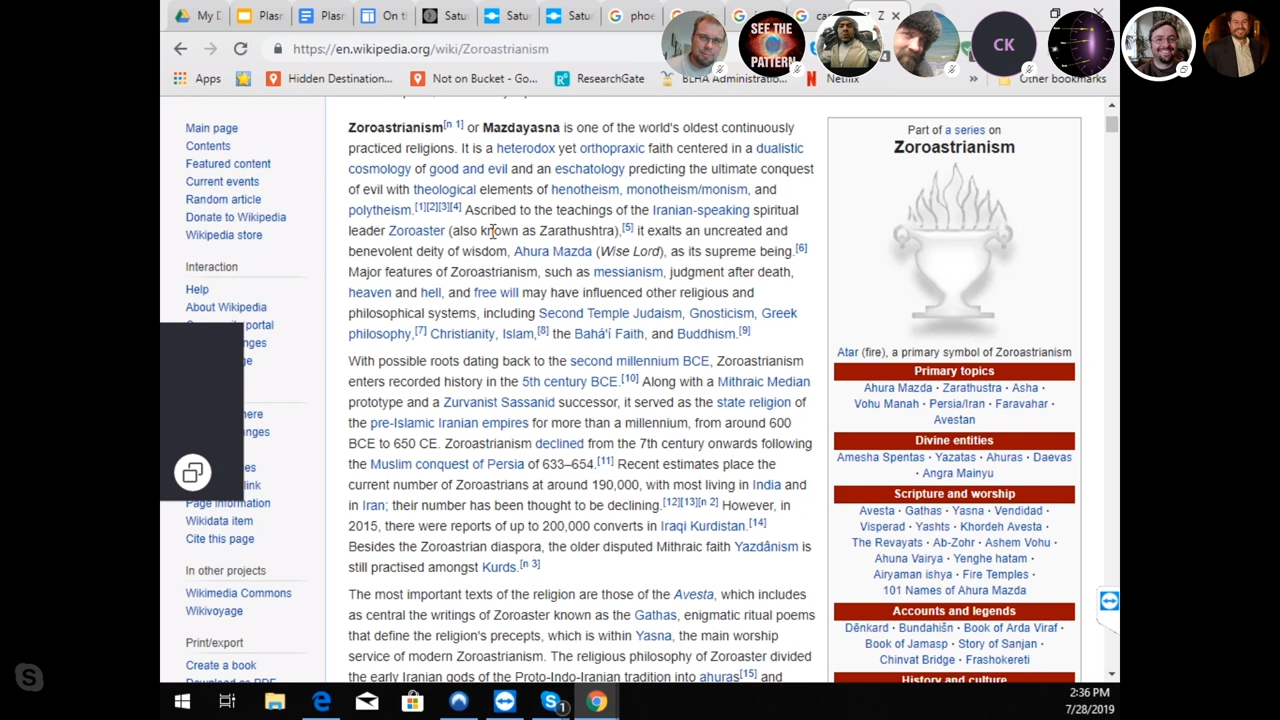 My D
Plasn
Plasn
On t
Satu
Satu
Satu
phoe
ca
Z
https://en.wikipedia.org/wiki/Zoroastrianism
SEE THE
PATTERN
CK
Apps
Hidden Destination...
Not on Bucket - Go...
ResearchGate
BLHA Administratio...
Netflix
»
Other bookmarks
Main page
Contents
Featured content
Current events
Random article
Donate to Wikipedia
Wikipedia store
Interaction
Help
About Wikipedia
y portal
nges
e
here
anges
es
link
Page information
Wikidata item
Cite this page
In other projects
Wikimedia Commons
Wikivoyage
Print/export
Create a book
Download as PDF
Zoroastrianism[n 1] or Mazdayasna is one of the world's oldest continuously
practiced religions. It is a heterodox yet orthopraxic faith centered in a dualistic
cosmology of good and evil and an eschatology predicting the ultimate conquest
of evil with theological elements of henotheism, monotheism/monism, and
polytheism.[1][2][3][4] Ascribed to the teachings of the Iranian-speaking spiritual
leader Zoroaster (also known as Zarathushtra),[5] it exalts an uncreated and
benevolent deity of wisdom, Ahura Mazda (Wise Lord), as its supreme being.[6]
Major features of Zoroastrianism, such as messianism, judgment after death,
heaven and hell, and free will may have influenced other religious and
philosophical systems, including Second Temple Judaism, Gnosticism, Greek
philosophy,[7] Christianity, Islam,[8] the Bahá'í Faith, and Buddhism.[9]
With possible roots dating back to the second millennium BCE, Zoroastrianism
enters recorded history in the 5th century BCE.[10] Along with a Mithraic Median
prototype and a Zurvanist Sassanid successor, it served as the state religion of
the pre-Islamic Iranian empires for more than a millennium, from around 600
BCE to 650 CE. Zoroastrianism declined from the 7th century onwards following
the Muslim conquest of Persia of 633–654.[11] Recent estimates place the
current number of Zoroastrians at around 190,000, with most living in India and
in Iran; their number has been thought to be declining.[12][13][n 2] However, in
2015, there were reports of up to 200,000 converts in Iraqi Kurdistan.[14]
Besides the Zoroastrian diaspora, the older disputed Mithraic faith Yazdânism is
still practised amongst Kurds.[n 3]
The most important texts of the religion are those of the Avesta, which includes
as central the writings of Zoroaster known as the Gathas, enigmatic ritual poems
that define the religion's precepts, which is within Yasna, the main worship
service of modern Zoroastrianism. The religious philosophy of Zoroaster divided
the early Iranian gods of the Proto-Indo-Iranian tradition into ahuras[15] and
Part of a series on
Zoroastrianism
Atar (fire), a primary symbol of Zoroastrianism
Primary topics
Ahura Mazda · Zarathustra · Asha ·
Vohu Manah · Persia/Iran · Faravahar ·
Avestan
Divine entities
Amesha Spentas · Yazatas · Ahuras · Daevas
· Angra Mainyu
Scripture and worship
Avesta · Gathas · Yasna · Vendidad ·
Visperad · Yashts · Khordeh Avesta ·
The Revayats · Ab-Zohr · Ashem Vohu ·
Ahuna Vairya · Yenghe hatam ·
Airyaman ishya · Fire Temples ·
101 Names of Ahura Mazda
Accounts and legends
Dēnkard · Bundahišn · Book of Arda Viraf ·
Book of Jamasp · Story of Sanjan ·
Chinvat Bridge · Frashokereti
History and culture
1
2:36 PM
7/28/2019